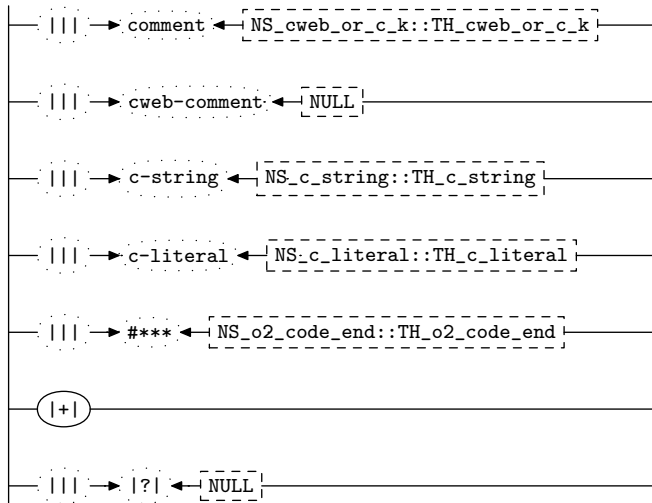 ||| comment NS_cweb_or_c_k::TH_cweb_or_c_k
||| cweb-comment NULL
||| c-string NS_c_string::TH_c_string
||| c-literal NS_c_literal::TH_c_literal
||| #*** NS_o2_code_end::TH_o2_code_end
|+|
||| |?| NULL